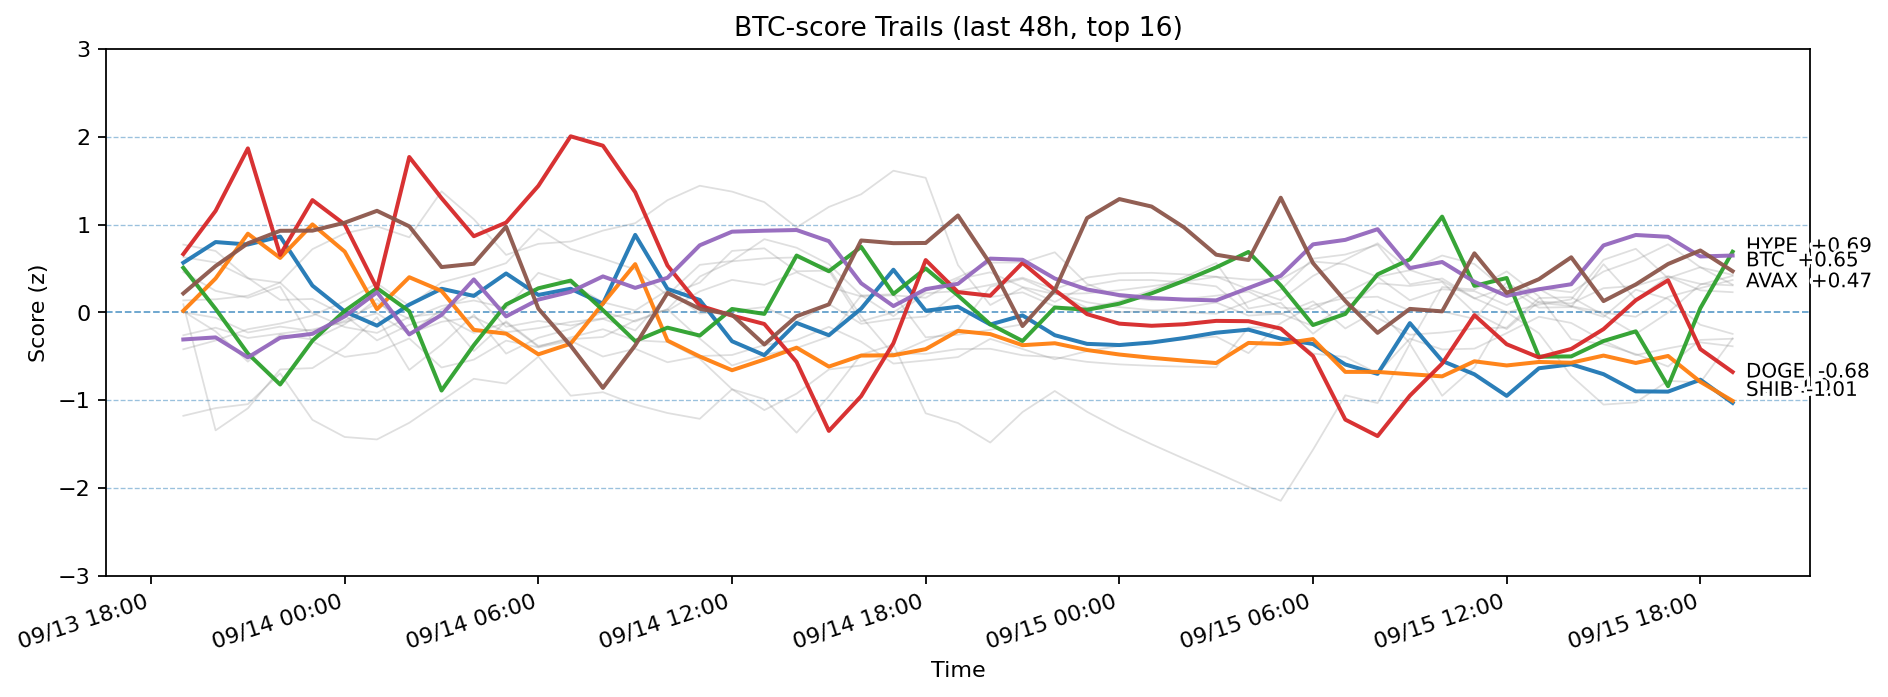 BTC-score Trails (last 48h, top 16)
Score (z)
3
2
1
0
−1
−2
−3
HYPE +0.69
BTC +0.65
AVAX +0.47
DOGE -0.68
SHIB -1.01
09/13 18:00
09/14 00:00
09/14 06:00
09/14 12:00
09/14 18:00
09/15 00:00
09/15 06:00
09/15 12:00
09/15 18:00
Time